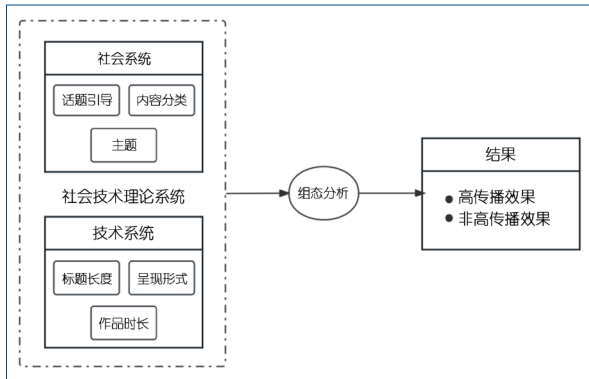 社会系统
话题引导
内容分类
主题
社会技术理论系统
技术系统
标题长度
呈现形式
作品时长
组态分析
结果
● 高传播效果
● 非高传播效果